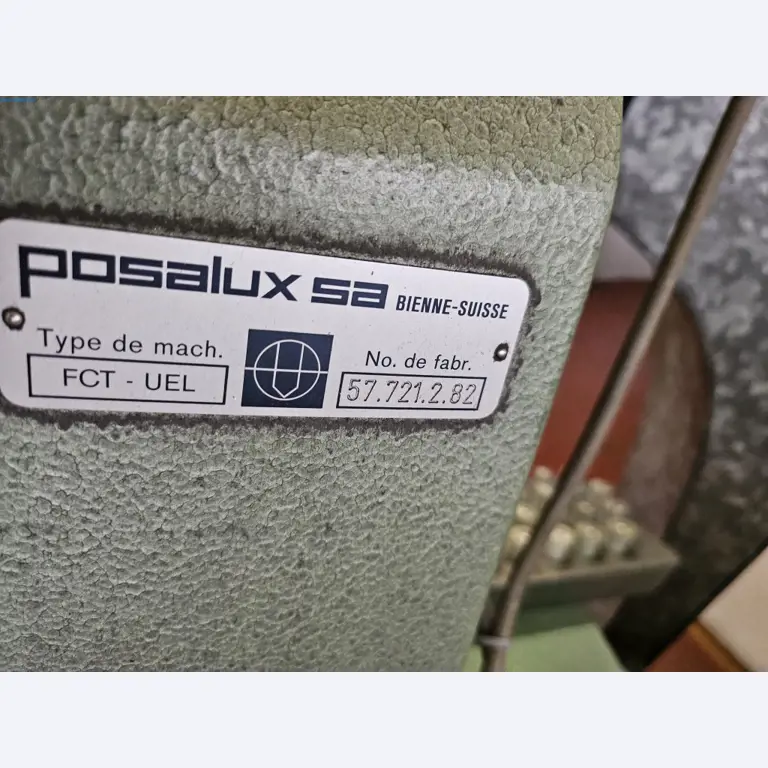 posalux sa BIENNE-SUISSE
Type de mach.
FCT - UEL
No. de fabr.
57.721.2.82